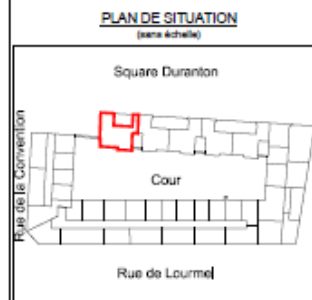 PLAN DE SITUATION
(sans échelle)
Square Duranton
Rue de la Convention
Cour
Rue de Lourmel